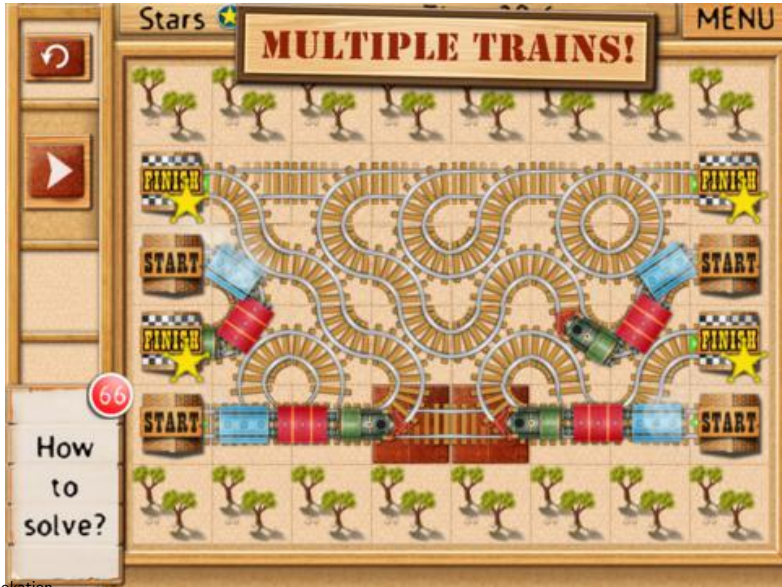 Stars
MENU
MULTIPLE TRAINS!
FINISH
FINISH
START
START
FINISH
FINISH
START
START
66
How
to
solve?